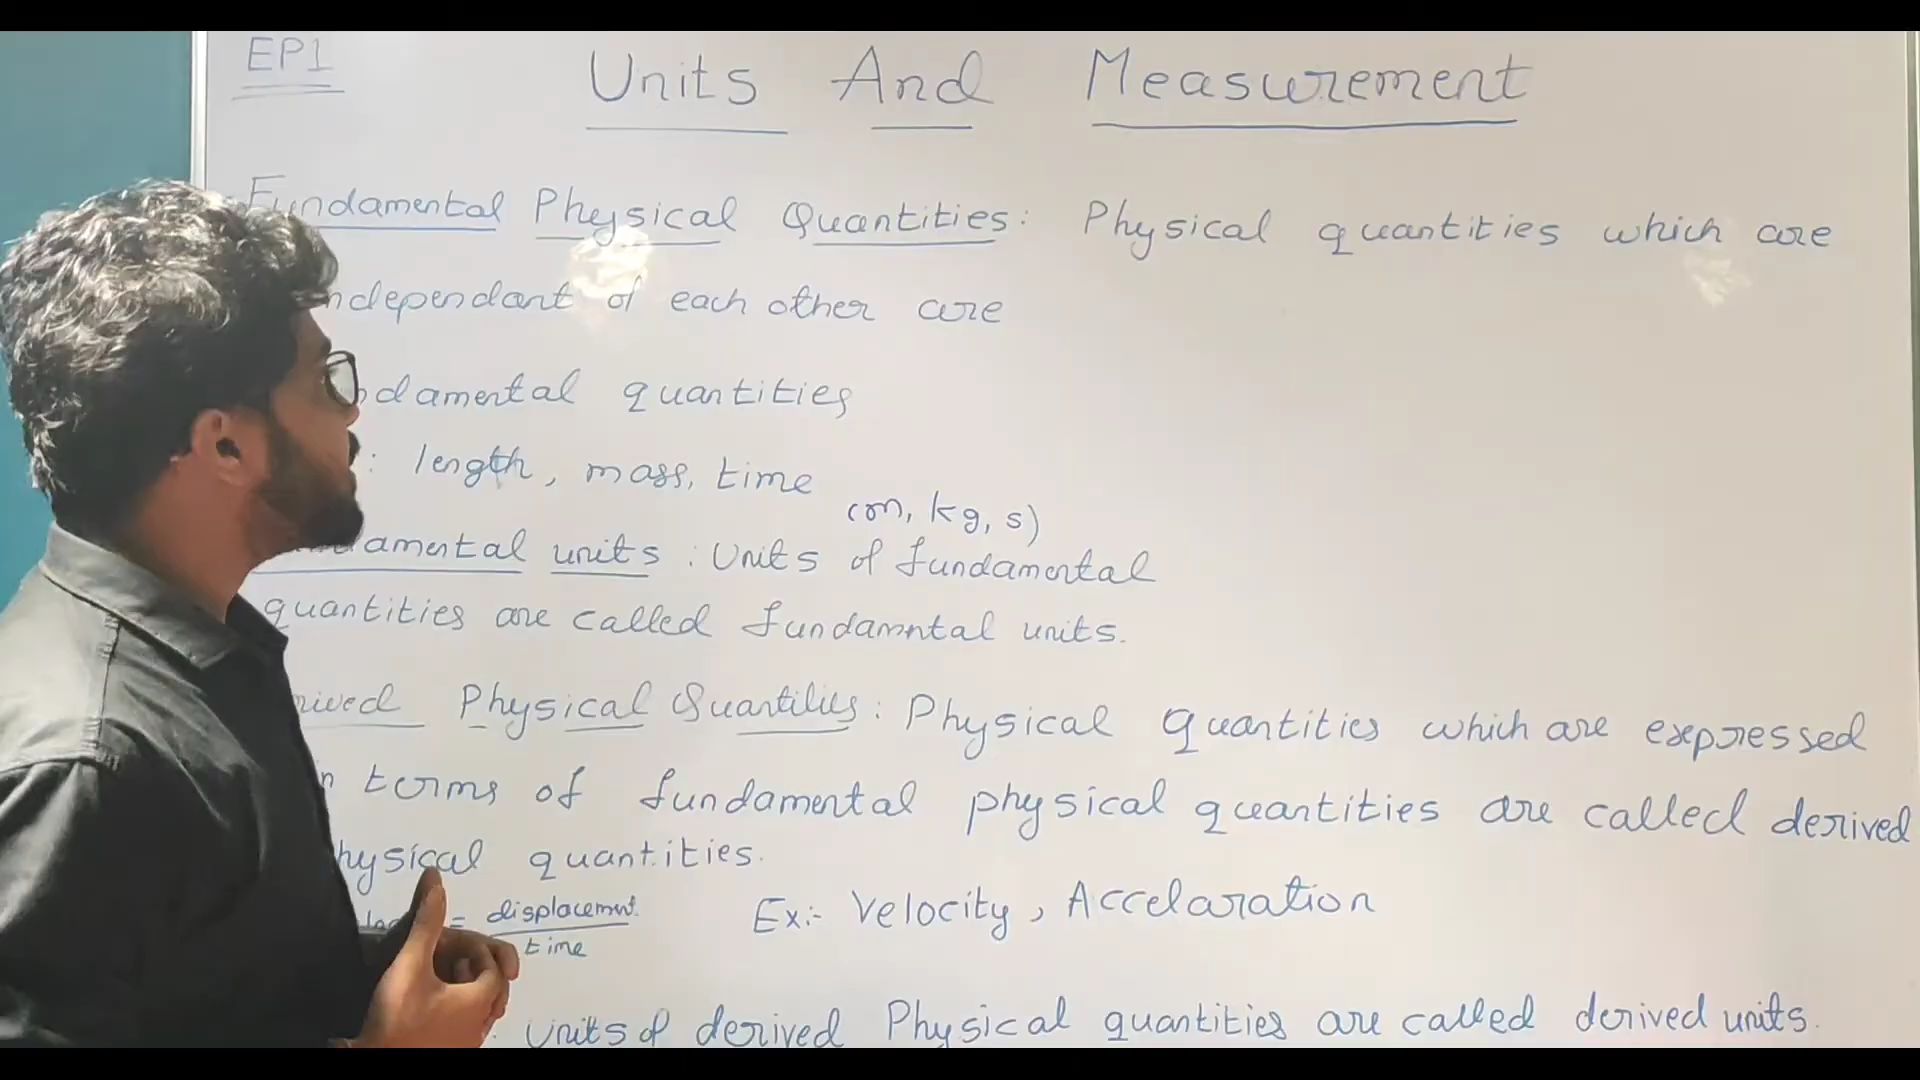 EP1
Units And Measurement
Fundamental Physical Quantities: Physical quantities which are
ndependant of each other are
damental quantities
: length, mass, time
(m, kg, s)
damental units : Units of fundamental
quantities are called fundamntal units.
rived Physical Quantities: Physical quantities which are expressed
n terms of fundamental physical quantities are called derived
hysical quantities.
= displacement
time
Ex:- Velocity, Accelaration
Units of derived Physical quantities are called derived units.